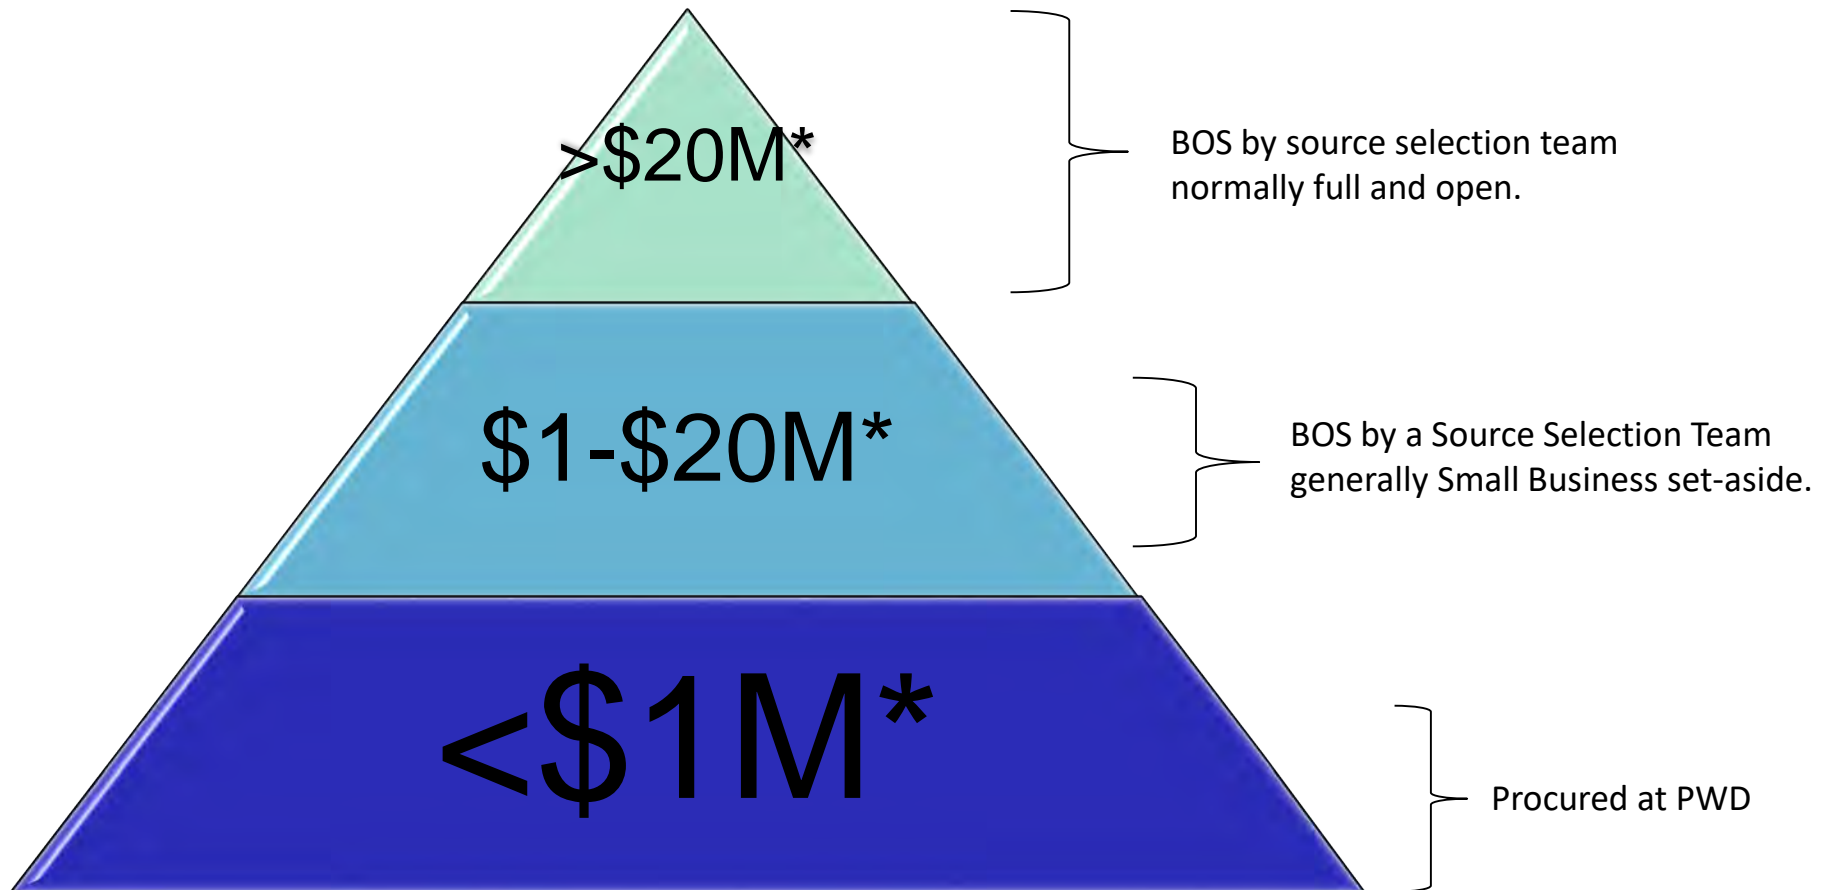 >$20M*
BOS by source selection team
normally full and open.
$1-$20M*
BOS by a Source Selection Team
generally Small Business set-aside.
<$1M*
Procured at PWD